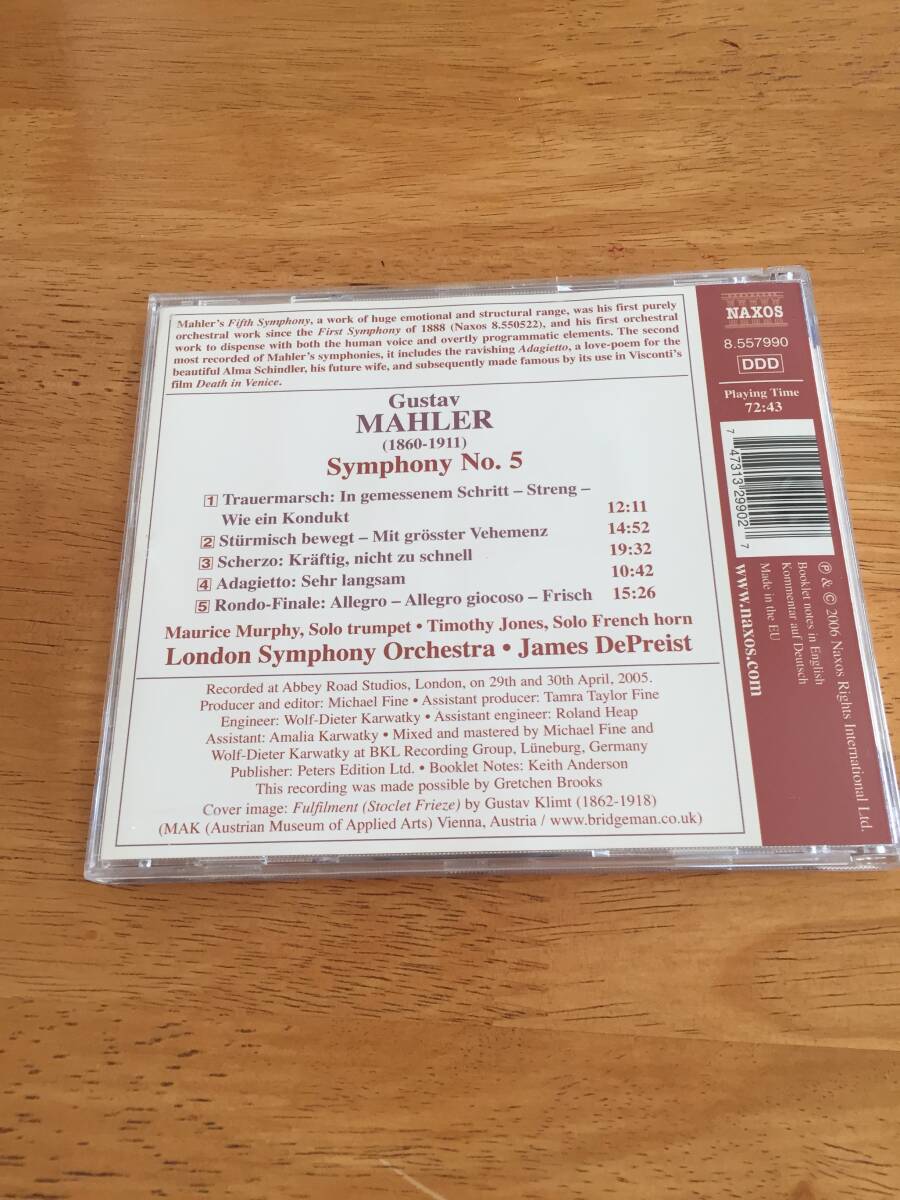 Mahler's Fifth Symphony, a work of huge emotional and structural range, was his first purely
orchestral work since the First Symphony of 1888 (Naxos 8.550522), and his first orchestral
work to dispense with both the human voice and overtly programmatic elements. The second
most recorded of Mahler's symphonies, it includes the ravishing Adagietto, a love-poem for the
beautiful Alma Schindler, his future wife, and subsequently made famous by its use in Visconti's
film Death in Venice.
Gustav
MAHLER
(1860-1911)
Symphony No. 5
1 Trauermarsch: In gemessenem Schritt – Streng –
Wie ein Kondukt 12:11
2 Stürmisch bewegt – Mit grösster Vehemenz 14:52
3 Scherzo: Kräftig, nicht zu schnell 19:32
4 Adagietto: Sehr langsam 10:42
5 Rondo-Finale: Allegro – Allegro giocoso – Frisch 15:26
Maurice Murphy, Solo trumpet • Timothy Jones, Solo French horn
London Symphony Orchestra • James DePreist
Recorded at Abbey Road Studios, London, on 29th and 30th April, 2005.
Producer and editor: Michael Fine • Assistant producer: Tamra Taylor Fine
Engineer: Wolf-Dieter Karwatky • Assistant engineer: Roland Heap
Assistant: Amalia Karwatky • Mixed and mastered by Michael Fine and
Wolf-Dieter Karwatky at BKL Recording Group, Lüneburg, Germany
Publisher: Peters Edition Ltd. • Booklet Notes: Keith Anderson
This recording was made possible by Gretchen Brooks
Cover image: Fulfilment (Stoclet Frieze) by Gustav Klimt (1862-1918)
(MAK (Austrian Museum of Applied Arts) Vienna, Austria / www.bridgeman.co.uk)
NAXOS
8.557990
DDD
Playing Time
72:43
7 47313 29902 7
℗ & © 2006 Naxos Rights International Ltd.
Booklet notes in English
Kommentar auf Deutsch
Made in the EU
www.naxos.com